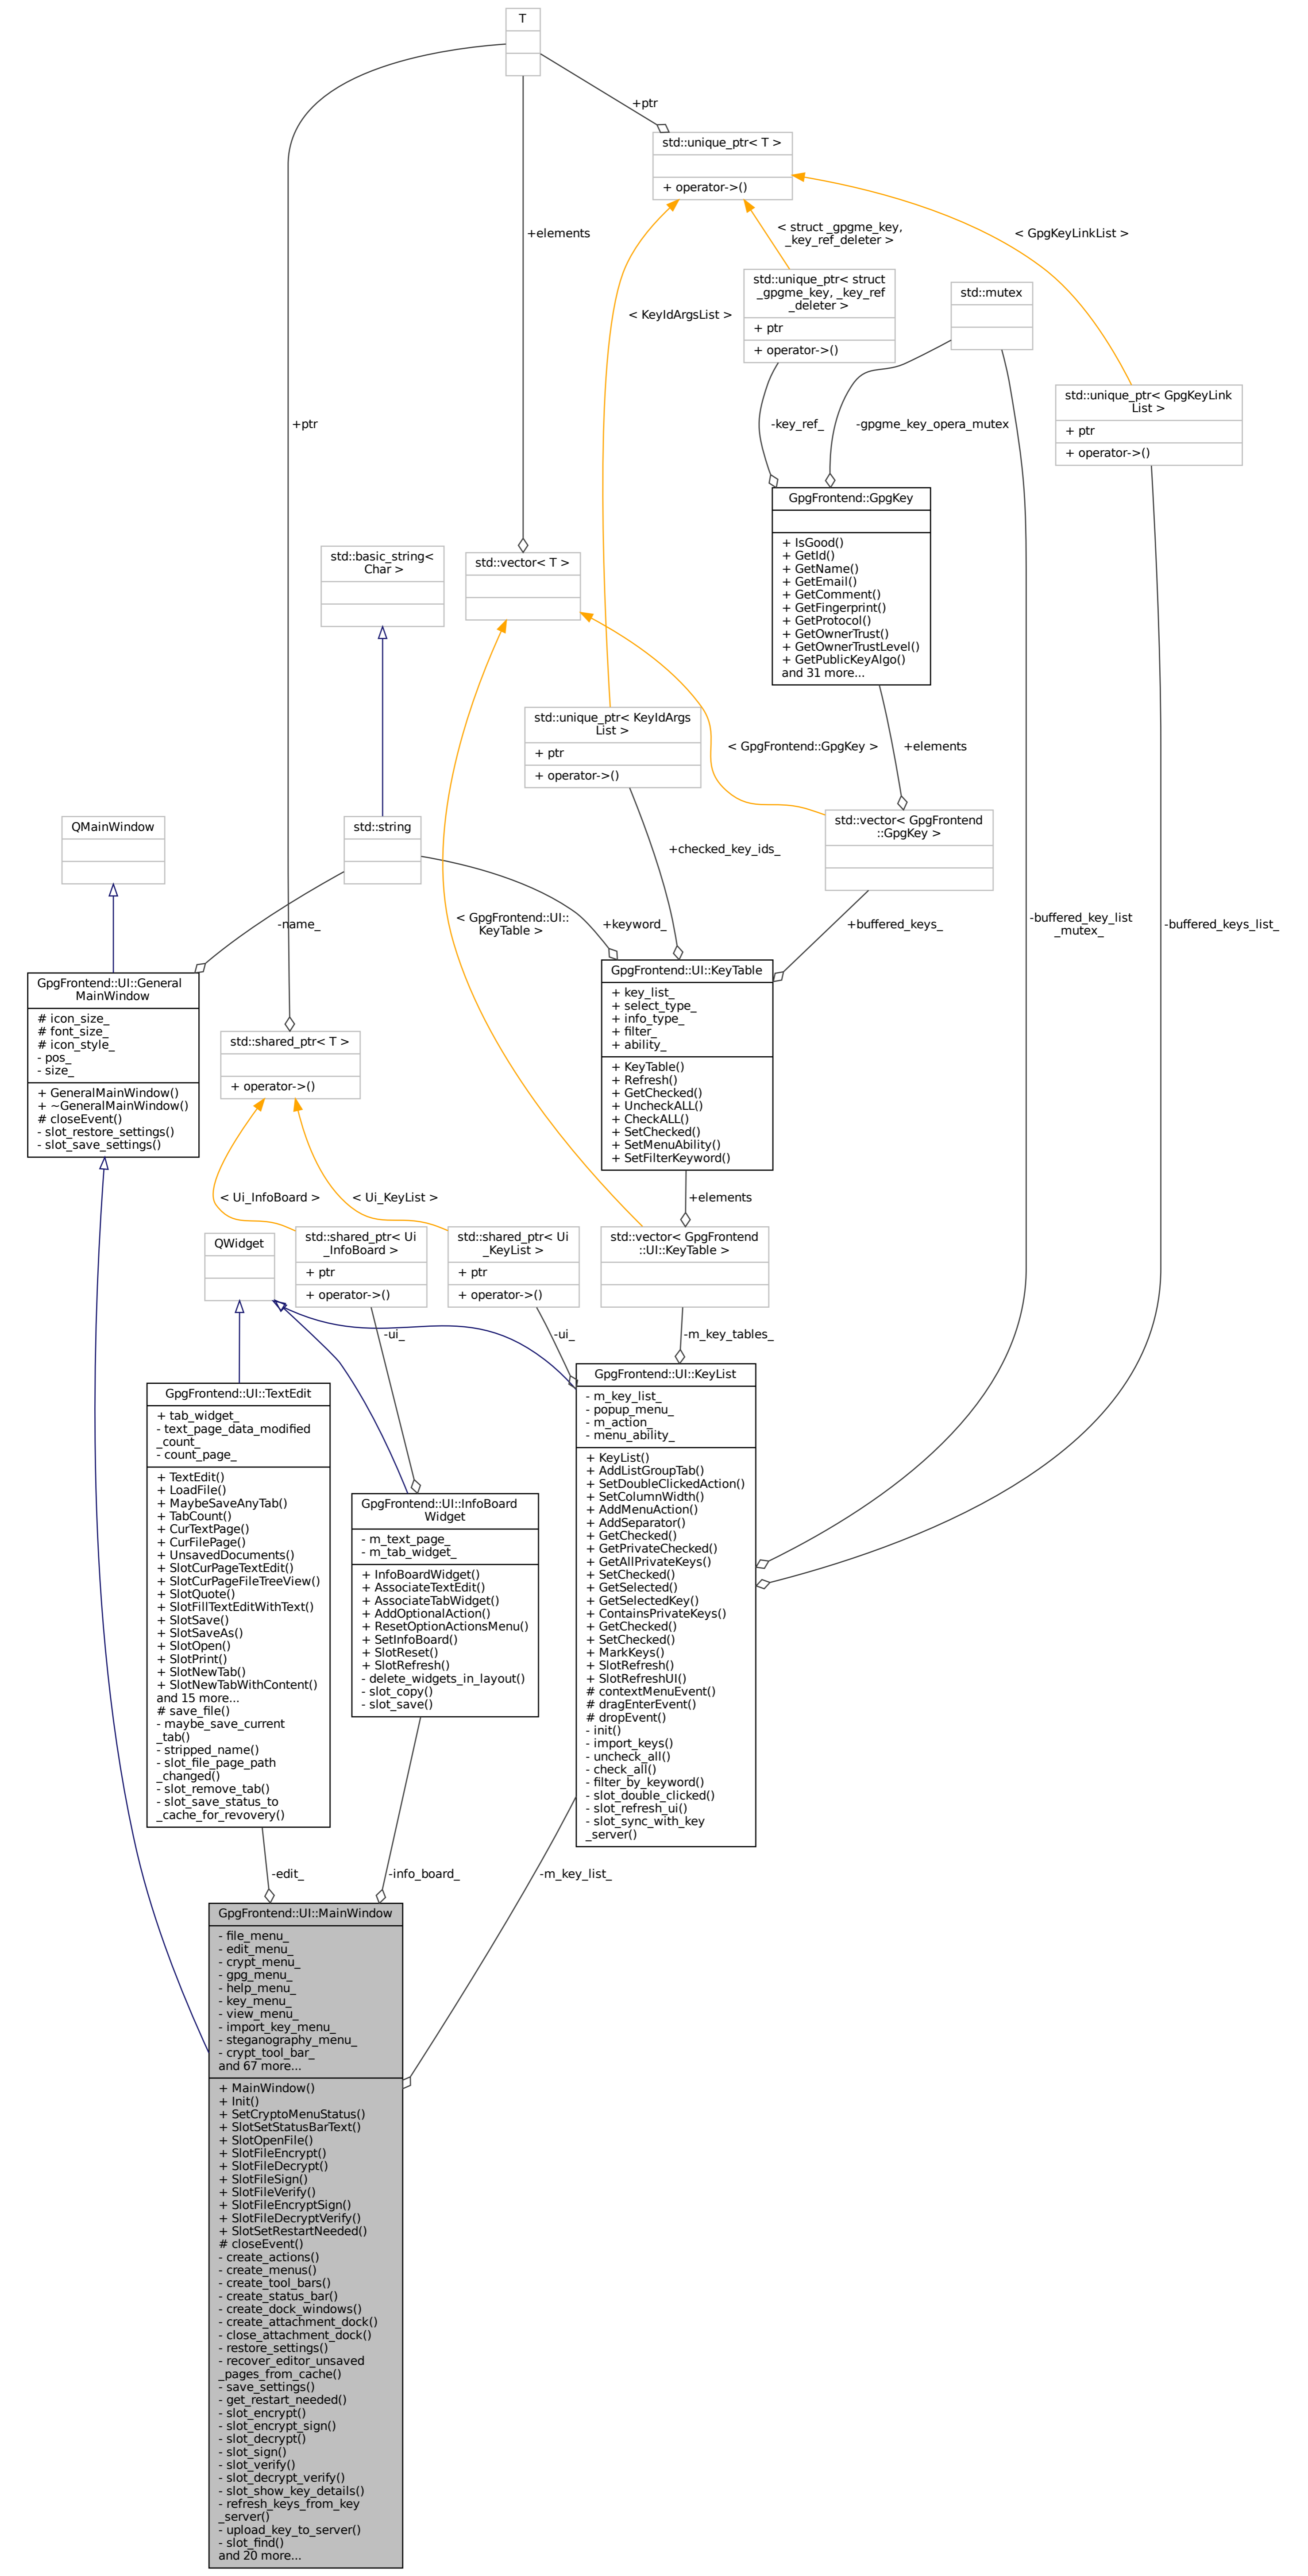 T
+ptr
std::unique_ptr< T >
+ operator->()
+elements
< struct _gpgme_key,
_key_ref_deleter >
< GpgKeyLinkList >
std::unique_ptr< struct
_gpgme_key, _key_ref
_deleter >
+ ptr
+ operator->()
std::mutex
< KeyIdArgsList >
std::unique_ptr< GpgKeyLink
List >
+ ptr
+ operator->()
+ptr
-key_ref_
-gpgme_key_opera_mutex
GpgFrontend::GpgKey
+ IsGood()
+ GetId()
+ GetName()
+ GetEmail()
+ GetComment()
+ GetFingerprint()
+ GetProtocol()
+ GetOwnerTrust()
+ GetOwnerTrustLevel()
+ GetPublicKeyAlgo()
and 31 more...
std::basic_string<
Char >
std::vector< T >
std::unique_ptr< KeyIdArgs
List >
+ ptr
+ operator->()
< GpgFrontend::GpgKey >
+elements
QMainWindow
std::string
std::vector< GpgFrontend
::GpgKey >
+checked_key_ids_
-name_
< GpgFrontend::UI::
KeyTable >
+keyword_
+buffered_keys_
-buffered_key_list
_mutex_
-buffered_keys_list_
GpgFrontend::UI::General
MainWindow
# icon_size_
# font_size_
# icon_style_
- pos_
- size_
+ GeneralMainWindow()
+ ~GeneralMainWindow()
# closeEvent()
- slot_restore_settings()
- slot_save_settings()
std::shared_ptr< T >
+ operator->()
GpgFrontend::UI::KeyTable
+ key_list_
+ select_type_
+ info_type_
+ filter_
+ ability_
+ KeyTable()
+ Refresh()
+ GetChecked()
+ UncheckALL()
+ CheckALL()
+ SetChecked()
+ SetMenuAbility()
+ SetFilterKeyword()
< Ui_InfoBoard >
< Ui_KeyList >
+elements
QWidget
std::shared_ptr< Ui
_InfoBoard >
+ ptr
+ operator->()
std::shared_ptr< Ui
_KeyList >
+ ptr
+ operator->()
std::vector< GpgFrontend
::UI::KeyTable >
-ui_
-ui_
-m_key_tables_
GpgFrontend::UI::TextEdit
+ tab_widget_
- text_page_data_modified
_count_
- count_page_
+ TextEdit()
+ LoadFile()
+ MaybeSaveAnyTab()
+ TabCount()
+ CurTextPage()
+ CurFilePage()
+ UnsavedDocuments()
+ SlotCurPageTextEdit()
+ SlotCurPageFileTreeView()
+ SlotQuote()
+ SlotFillTextEditWithText()
+ SlotSave()
+ SlotSaveAs()
+ SlotOpen()
+ SlotPrint()
+ SlotNewTab()
+ SlotNewTabWithContent()
and 15 more...
# save_file()
- maybe_save_current
_tab()
- stripped_name()
- slot_file_page_path
_changed()
- slot_remove_tab()
- slot_save_status_to
_cache_for_revovery()
GpgFrontend::UI::InfoBoard
Widget
- m_text_page_
- m_tab_widget_
+ InfoBoardWidget()
+ AssociateTextEdit()
+ AssociateTabWidget()
+ AddOptionalAction()
+ ResetOptionActionsMenu()
+ SetInfoBoard()
+ SlotReset()
+ SlotRefresh()
- delete_widgets_in_layout()
- slot_copy()
- slot_save()
GpgFrontend::UI::KeyList
- m_key_list_
- popup_menu_
- m_action_
- menu_ability_
+ KeyList()
+ AddListGroupTab()
+ SetDoubleClickedAction()
+ SetColumnWidth()
+ AddMenuAction()
+ AddSeparator()
+ GetChecked()
+ GetPrivateChecked()
+ GetAllPrivateKeys()
+ SetChecked()
+ GetSelected()
+ GetSelectedKey()
+ ContainsPrivateKeys()
+ GetChecked()
+ SetChecked()
+ MarkKeys()
+ SlotRefresh()
+ SlotRefreshUI()
# contextMenuEvent()
# dragEnterEvent()
# dropEvent()
- init()
- import_keys()
- uncheck_all()
- check_all()
- filter_by_keyword()
- slot_double_clicked()
- slot_refresh_ui()
- slot_sync_with_key
_server()
-edit_
-info_board_
-m_key_list_
GpgFrontend::UI::MainWindow
- file_menu_
- edit_menu_
- crypt_menu_
- gpg_menu_
- help_menu_
- key_menu_
- view_menu_
- import_key_menu_
- steganography_menu_
- crypt_tool_bar_
and 67 more...
+ MainWindow()
+ Init()
+ SetCryptoMenuStatus()
+ SlotSetStatusBarText()
+ SlotOpenFile()
+ SlotFileEncrypt()
+ SlotFileDecrypt()
+ SlotFileSign()
+ SlotFileVerify()
+ SlotFileEncryptSign()
+ SlotFileDecryptVerify()
+ SlotSetRestartNeeded()
# closeEvent()
- create_actions()
- create_menus()
- create_tool_bars()
- create_status_bar()
- create_dock_windows()
- create_attachment_dock()
- close_attachment_dock()
- restore_settings()
- recover_editor_unsaved
_pages_from_cache()
- save_settings()
- get_restart_needed()
- slot_encrypt()
- slot_encrypt_sign()
- slot_decrypt()
- slot_sign()
- slot_verify()
- slot_decrypt_verify()
- slot_show_key_details()
- refresh_keys_from_key
_server()
- upload_key_to_server()
- slot_find()
and 20 more...